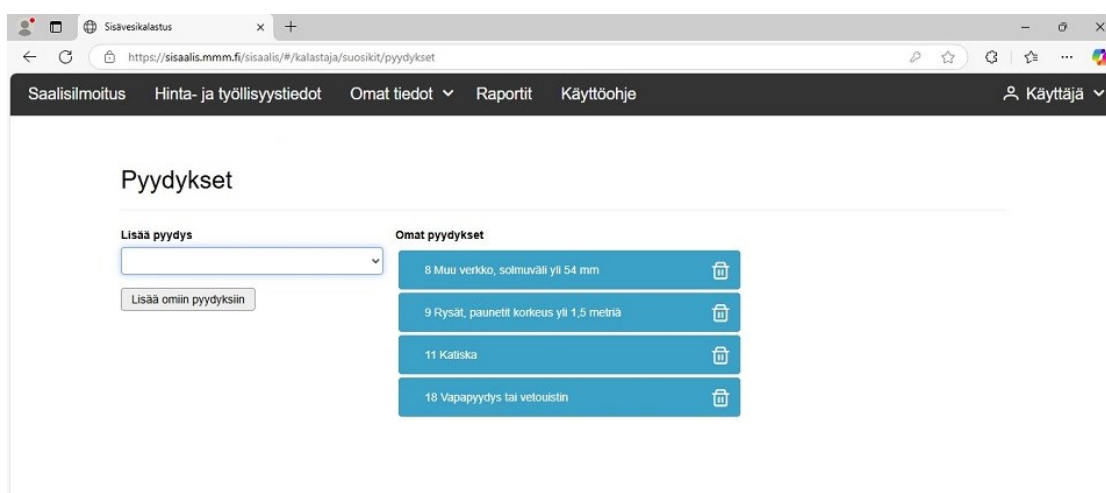 Sisävesikalastus
https://sisaalis.mmm.fi/sisaalis/#/kalastaja/suosikit/pyydykset
Saalisilmoitus Hinta- ja työllisyystiedot Omat tiedot Raportit Käyttöohje Käyttäjä
Pyydykset
Lisää pyydys
Lisää omiin pyydyksiin
Omat pyydykset
8 Muu verkko, solmuväli yli 54 mm
9 Rysät, paunetit korkeus yli 1,5 metriä
11 Katiska
18 Vapapyydys tai vetouistin